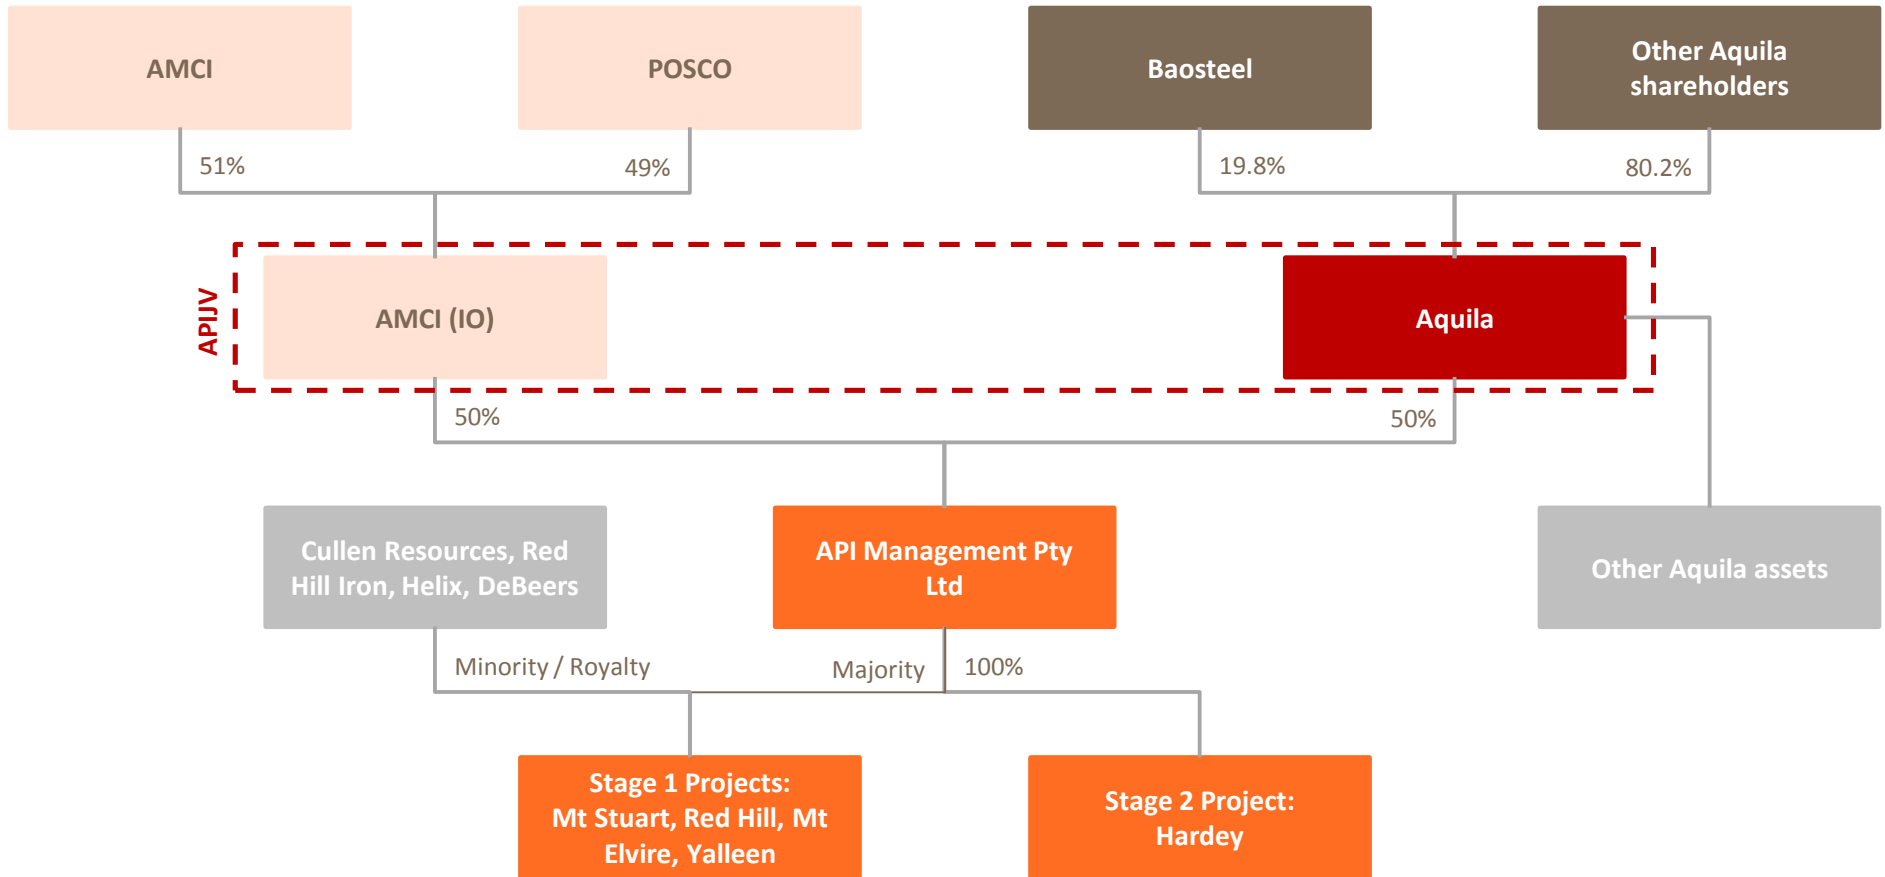 AMCI
POSCO
Baosteel
Other Aquila
shareholders
51%
49%
19.8%
80.2%
APIJV
AMCI (IO)
Aquila
50%
50%
Cullen Resources, Red
Hill Iron, Helix, DeBeers
API Management Pty
Ltd
Other Aquila assets
Minority / Royalty
Majority
100%
Stage 1 Projects:
Mt Stuart, Red Hill, Mt
Elvire, Yalleen
Stage 2 Project:
Hardey